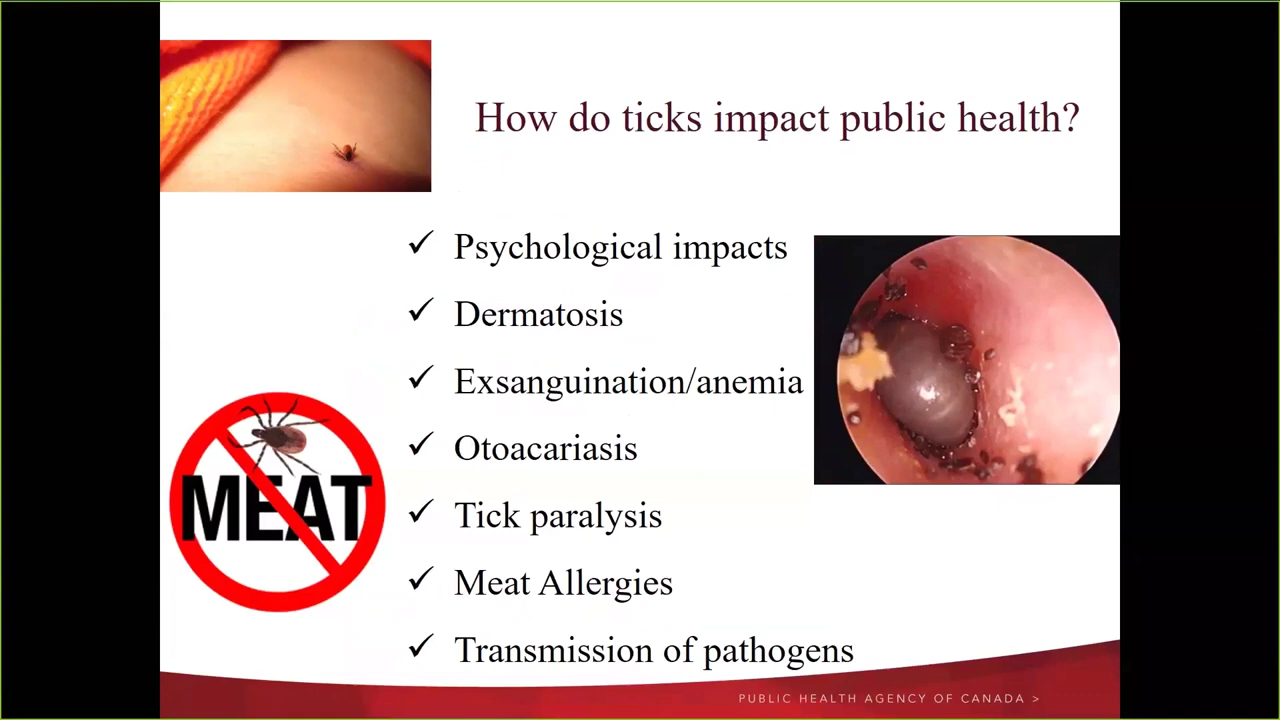 How do ticks impact public health?
✓ Psychological impacts
✓ Dermatosis
✓ Exsanguination/anemia
✓ Otoacariasis
✓ Tick paralysis
✓ Meat Allergies
✓ Transmission of pathogens
MEAT
PUBLIC HEALTH AGENCY OF CANADA >